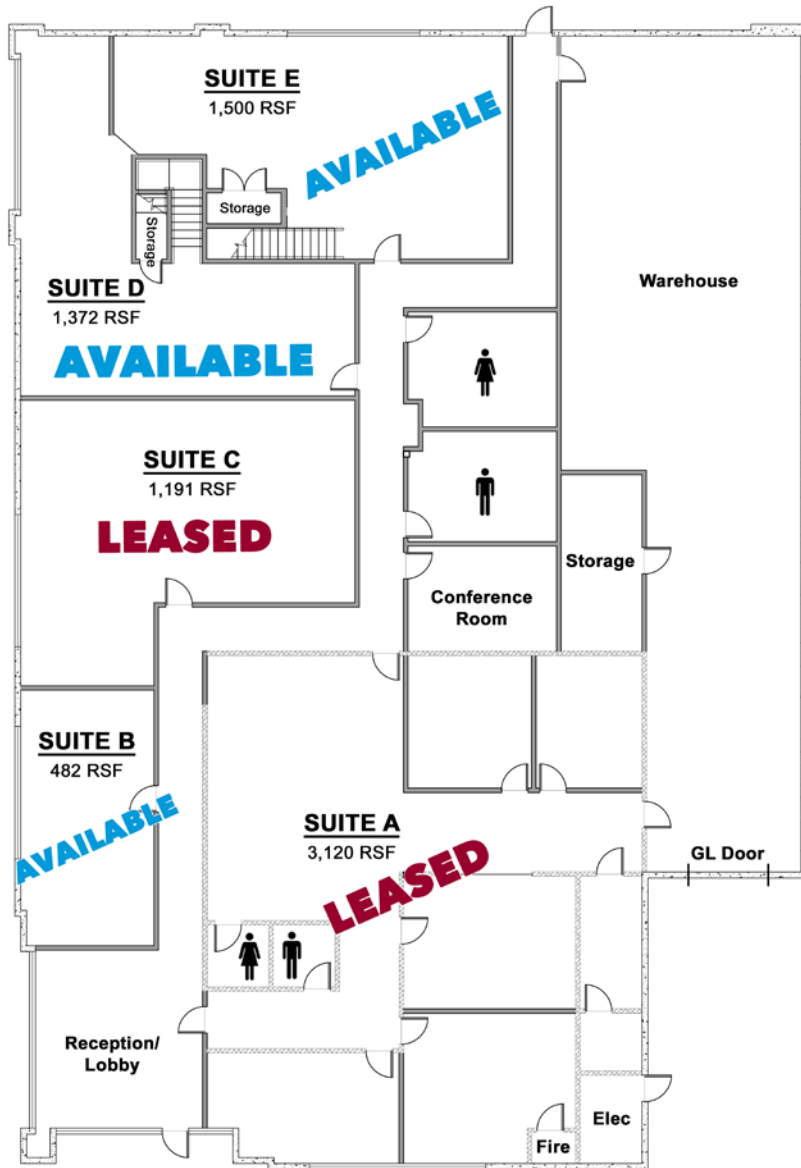 SUITE E
1,500 RSF
AVAILABLE
Storage
Storage
SUITE D
1,372 RSF
AVAILABLE
Warehouse
SUITE C
1,191 RSF
LEASED
Storage
Conference
Room
SUITE B
482 RSF
AVAILABLE
SUITE A
3,120 RSF
LEASED
GL Door
Reception/
Lobby
Elec
Fire